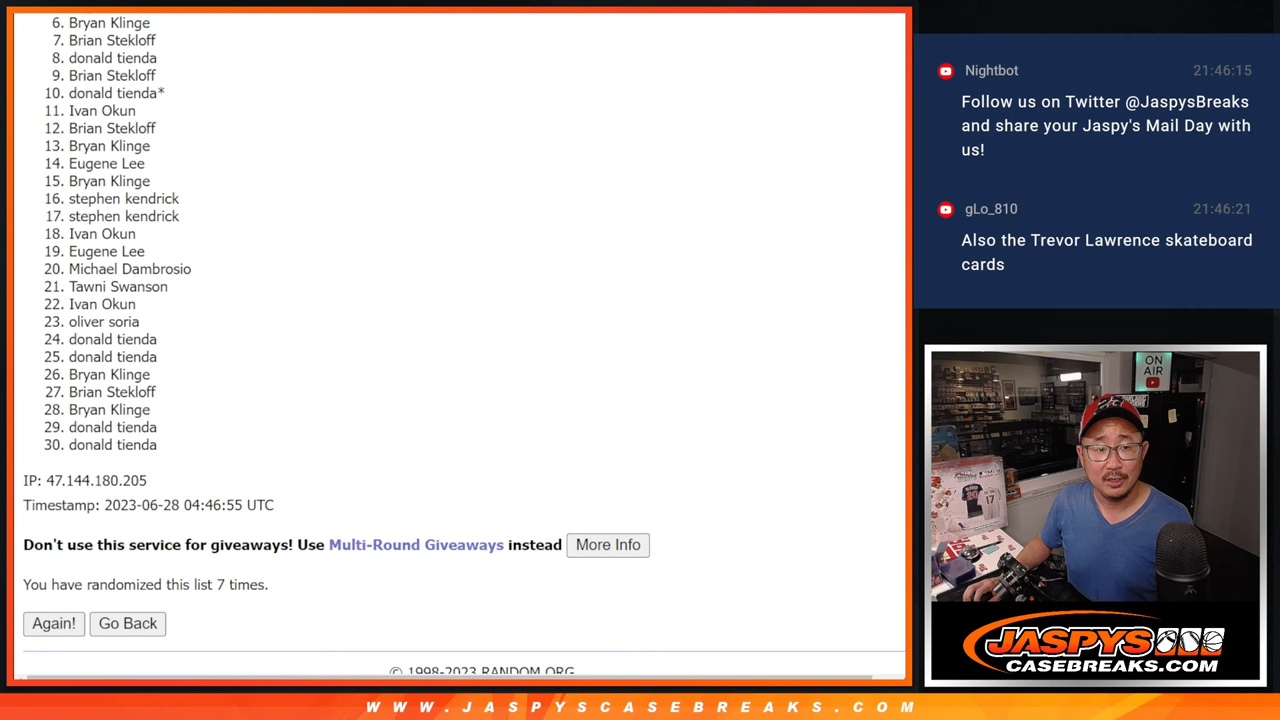 6. Bryan Klinge
7. Brian Stekloff
8. donald tienda
9. Brian Stekloff
10. donald tienda*
11. Ivan Okun
12. Brian Stekloff
13. Bryan Klinge
14. Eugene Lee
15. Bryan Klinge
16. stephen kendrick
17. stephen kendrick
18. Ivan Okun
19. Eugene Lee
20. Michael Dambrosio
21. Tawni Swanson
22. Ivan Okun
23. oliver soria
24. donald tienda
25. donald tienda
26. Bryan Klinge
27. Brian Stekloff
28. Bryan Klinge
29. donald tienda
30. donald tienda
IP: 47.144.180.205
Timestamp: 2023-06-28 04:46:55 UTC
Don't use this service for giveaways! Use Multi-Round Giveaways instead More Info
You have randomized this list 7 times.
Again! Go Back
© 1998-2023 RANDOM.ORG
Nightbot 21:46:15
Follow us on Twitter @JaspysBreaks
and share your Jaspy's Mail Day with
us!
gLo_810 21:46:21
Also the Trevor Lawrence skateboard
cards
ON
AIR
17
JASPYS
CASEBREAKS.COM
WWW.JASPYSCASEBREAKS.COM